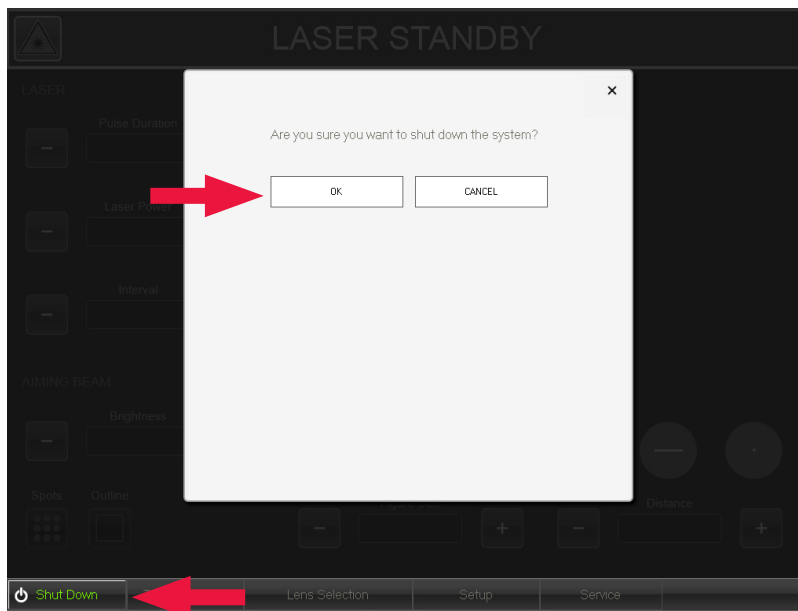 LASER STANDBY
LASER
Pulse Duration
×
Are you sure you want to shut down the system?
OK CANCEL
Laser Power
Interval
AIMING BEAM
Brightness
Spots Outline
Distance
Shut Down Lens Selection Setup Service